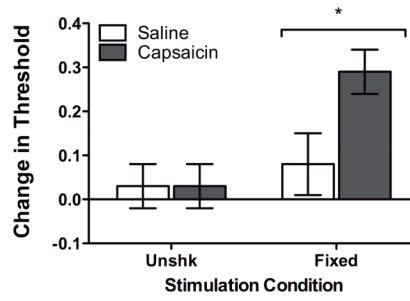 *
Saline
Capsaicin
Change in Threshold
0.4
0.3
0.2
0.1
0.0
-0.1
Unshk
Fixed
Stimulation Condition